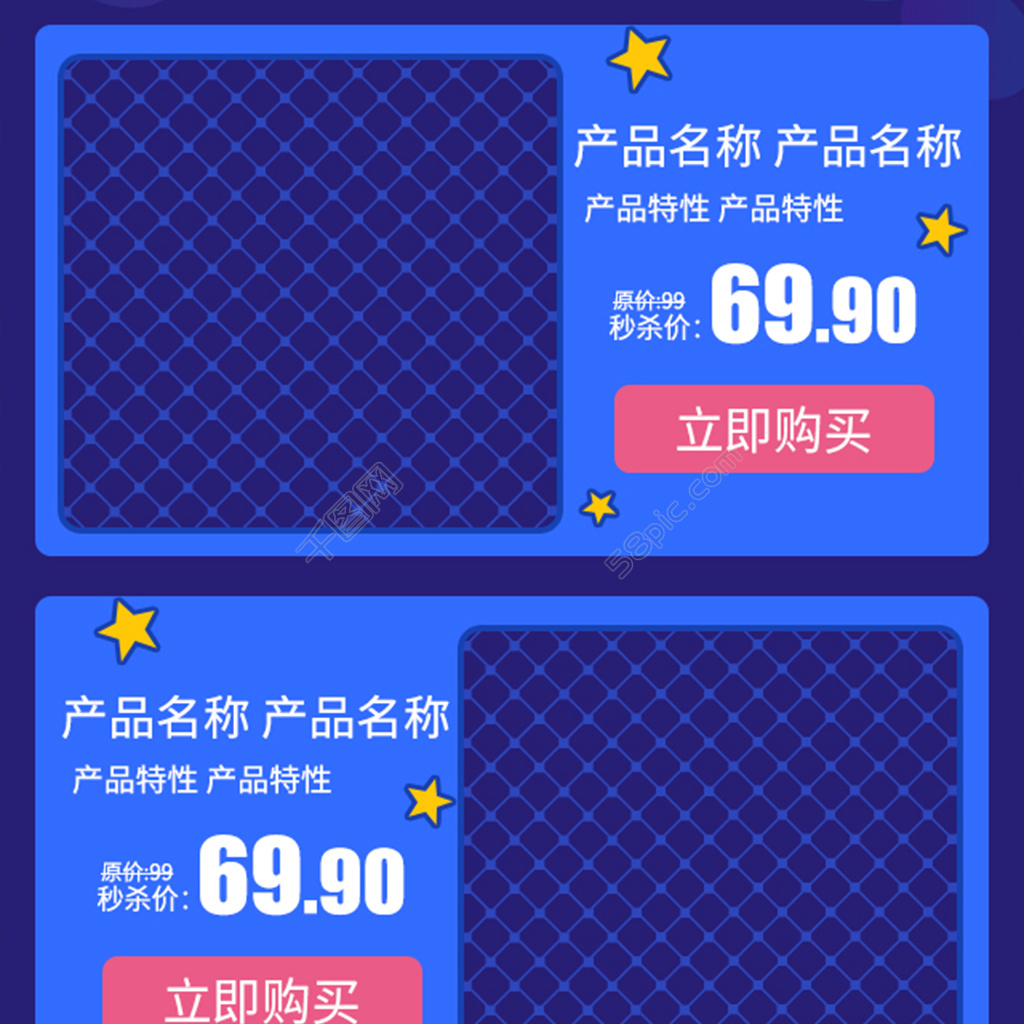 产品名称 产品名称
产品特性 产品特性
原价:99
秒杀价: 69.90
立即购买
千图网
58pic.com
产品名称 产品名称
产品特性 产品特性
原价:99
秒杀价: 69.90
立即购买